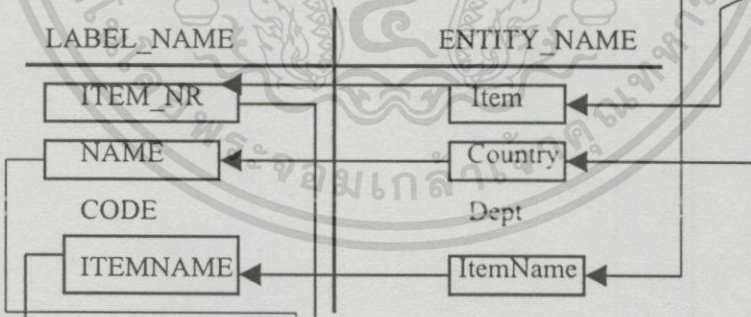 LABEL_NAME ENTITY_NAME
ITEM_NR Item
NAME Country
CODE Dept
ITEMNAME ItemName